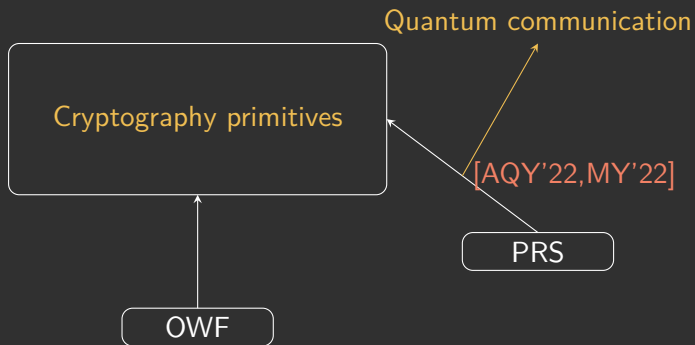 Quantum communication
Cryptography primitives
[AQY'22,MY'22]
PRS
OWF